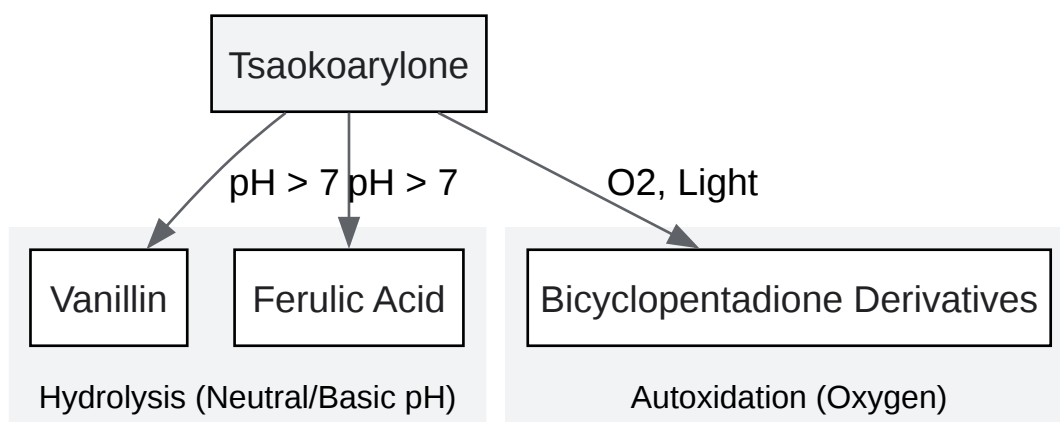 Tsaokoarylone
pH > 7
pH > 7
O2, Light
Vanillin
Ferulic Acid
Bicyclopentadione Derivatives
Hydrolysis (Neutral/Basic pH)
Autoxidation (Oxygen)